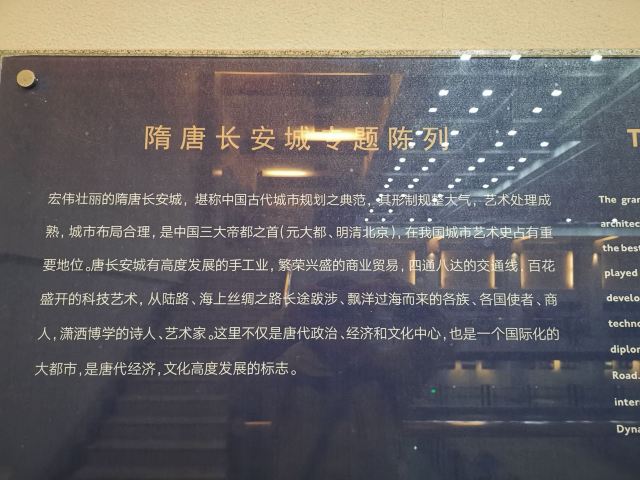 隋唐长安城专题陈列
宏伟壮丽的隋唐长安城，堪称中国古代城市规划之典范，其形制规整大气，艺术处理成
熟，城市布局合理，是中国三大帝都之首（元大都、明清北京），在我国城市艺术史占有重
要地位。唐长安城有高度发展的手工业，繁荣兴盛的商业贸易，四通八达的交通线，百花
盛开的科技艺术，从陆路、海上丝绸之路长途跋涉、飘洋过海而来的各族、各国使者、商
人，潇洒博学的诗人、艺术家。这里不仅是唐代政治、经济和文化中心，也是一个国际化的
大都市，是唐代经济，文化高度发展的标志。
T
The gran
architec
the best
played
develo
techno
diplom
Road.
inter
Dyna